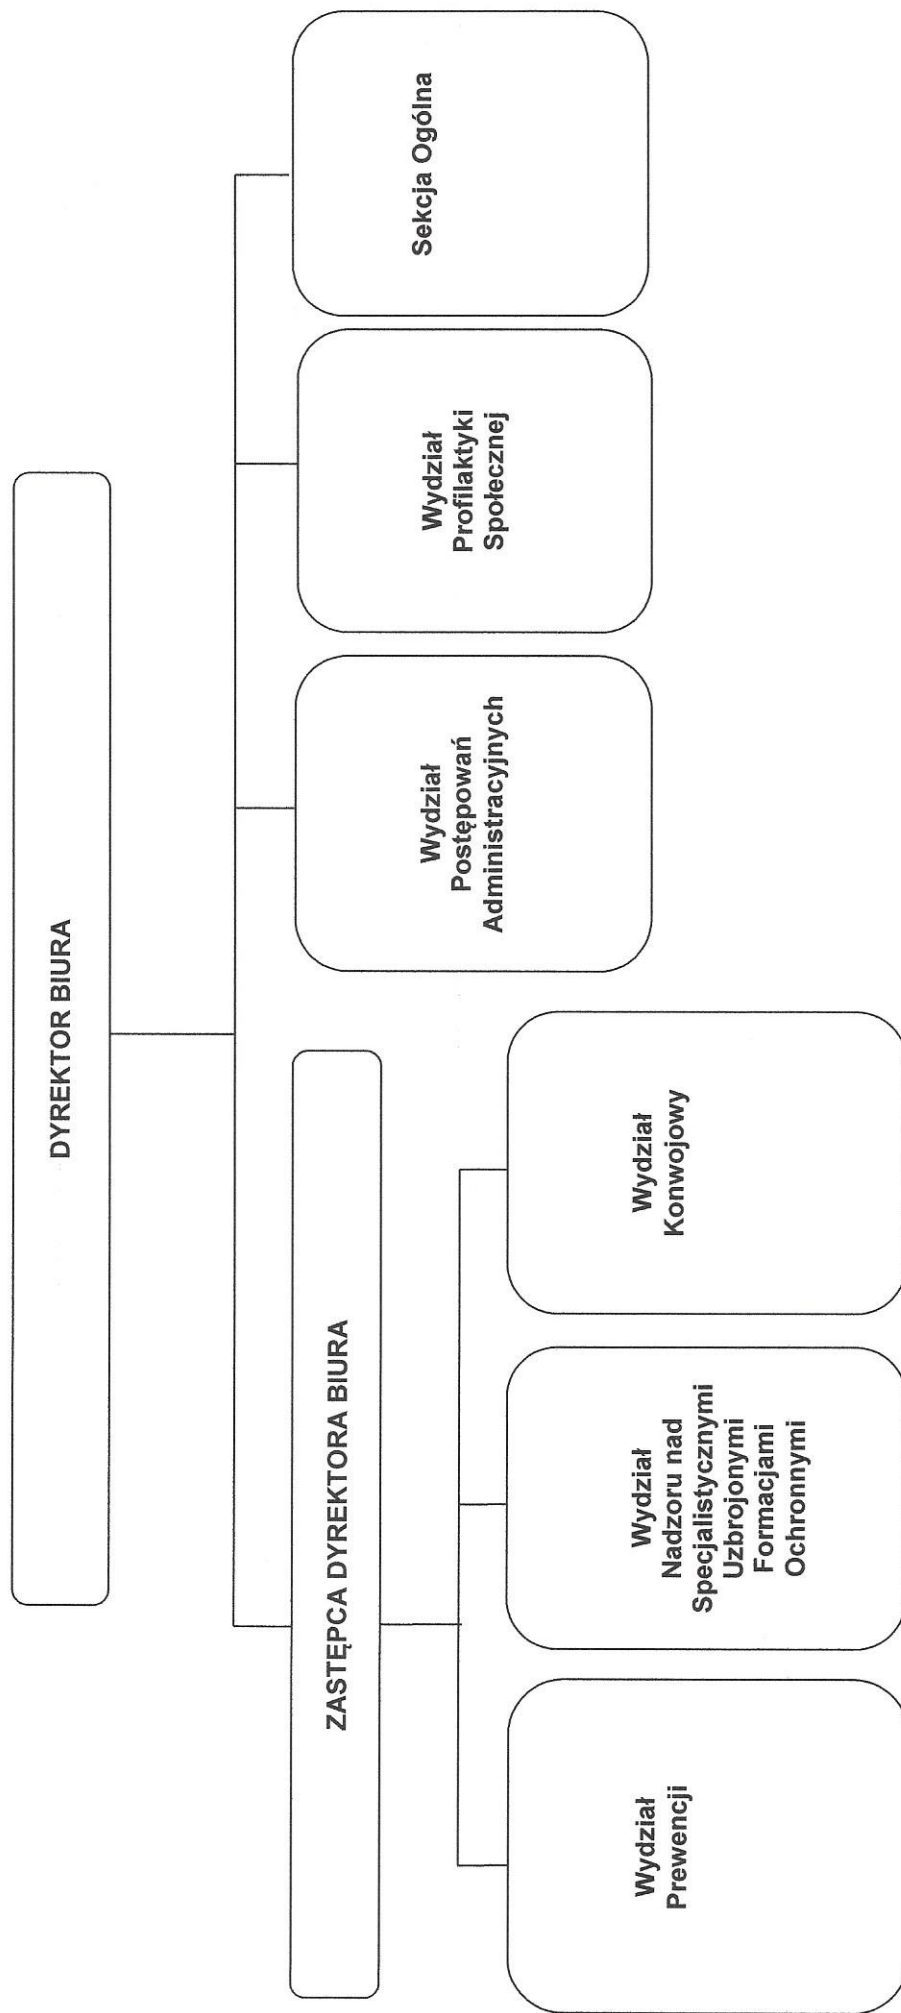 DYREKTOR BIURA
ZASTĘPCA DYREKTORA BIURA
Wydział
Postępowań
Administracyjnych
Wydział
Profilaktyki
Społecznej
Sekcja Ogólna
Wydział
Prewencji
Wydział
Nadzoru nad
Specjalistycznymi
Uzbrojonymi
Formacjami
Ochronnymi
Wydział
Konwojowy